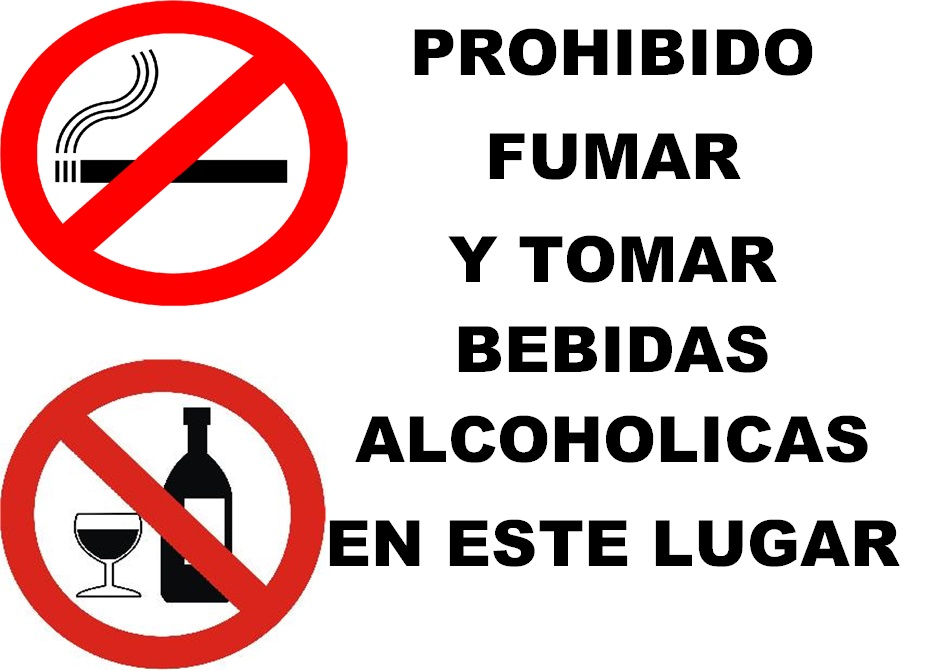 PROHIBIDO
FUMAR
Y TOMAR
BEBIDAS
ALCOHOLICAS
EN ESTE LUGAR